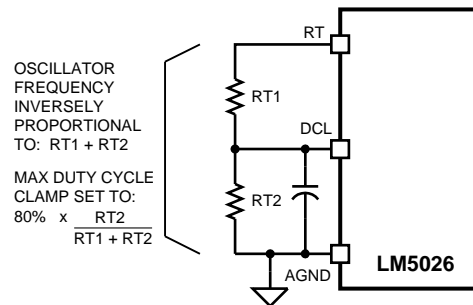 RT
OSCILLATOR
FREQUENCY
INVERSELY
PROPORTIONAL
TO: RT1 + RT2
RT1
DCL
MAX DUTY CYCLE
CLAMP SET TO:
80% x RT2
RT1 + RT2
RT2
AGND
LM5026